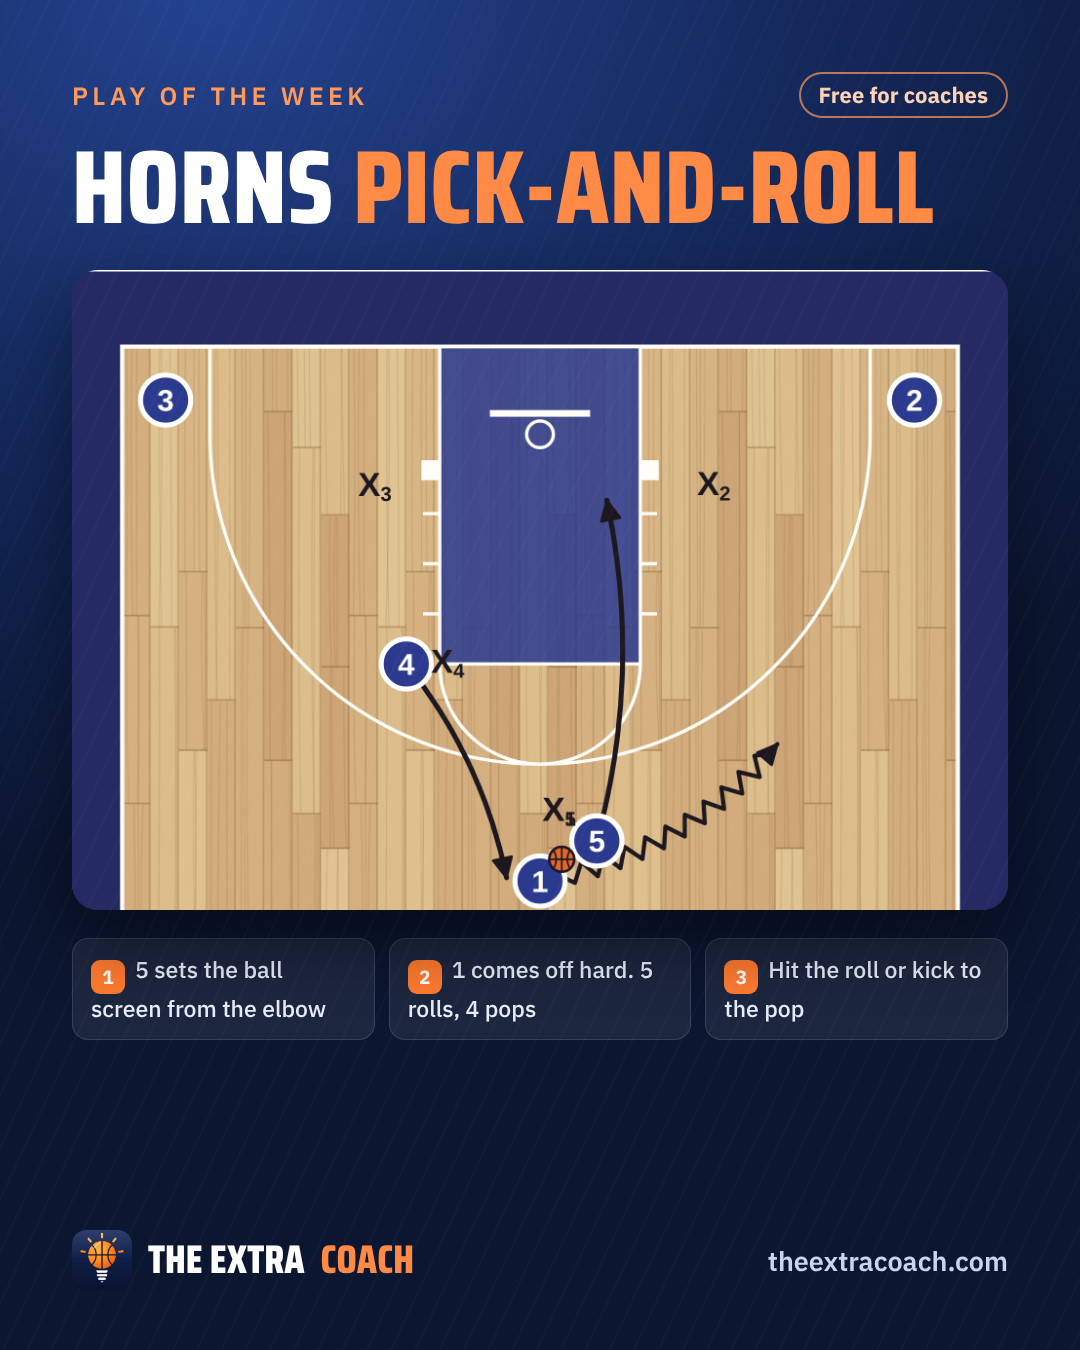 PLAY OF THE WEEK
Free for coaches
HORNS PICK-AND-ROLL
3
2
X3
X2
4
X4
X
5
1
1 5 sets the ball
screen from the elbow
2 1 comes off hard. 5
rolls, 4 pops
3 Hit the roll or kick to
the pop
THE EXTRA COACH
theextracoach.com